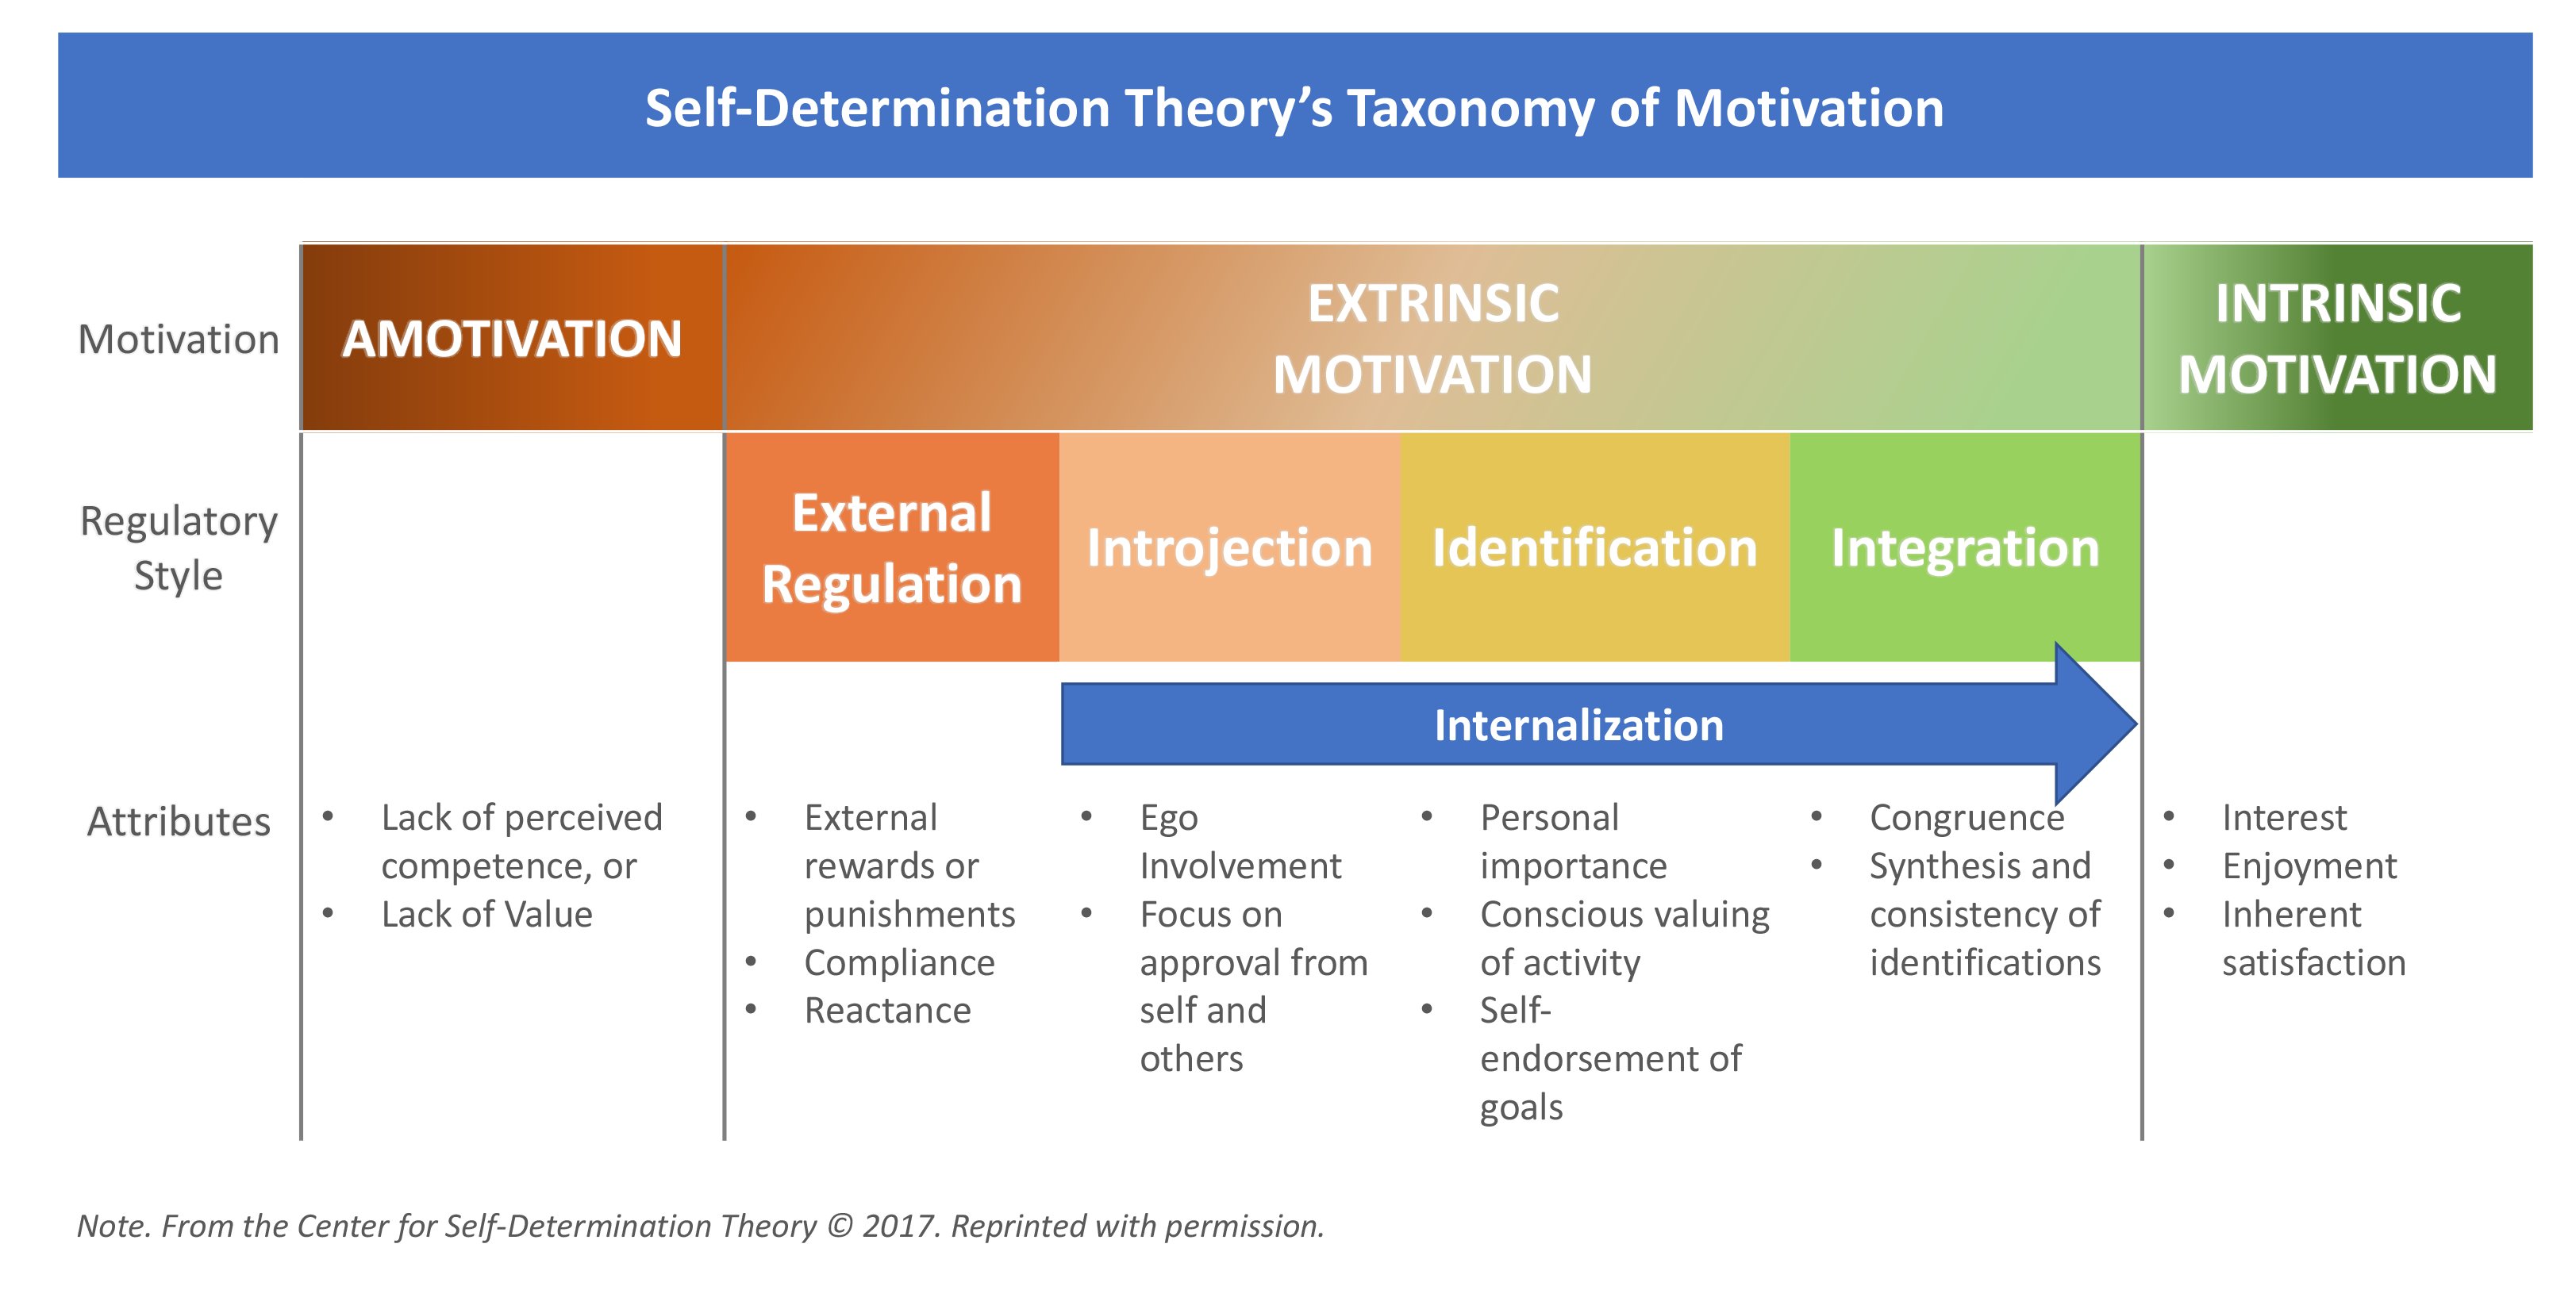 Self-Determination Theory’s Taxonomy of Motivation
Motivation
AMOTIVATION
EXTRINSIC
MOTIVATION
INTRINSIC
MOTIVATION
Regulatory
Style
External
Regulation
Introjection
Identification
Integration
Internalization
Attributes
• Lack of perceived
competence, or
• Lack of Value
• External
rewards or
punishments
• Compliance
• Reactance
• Ego
Involvement
• Focus on
approval from
self and
others
• Personal
importance
• Conscious valuing
of activity
• Self-
endorsement of
goals
• Congruence
• Synthesis and
consistency of
identifications
• Interest
• Enjoyment
• Inherent
satisfaction
Note. From the Center for Self-Determination Theory © 2017. Reprinted with permission.